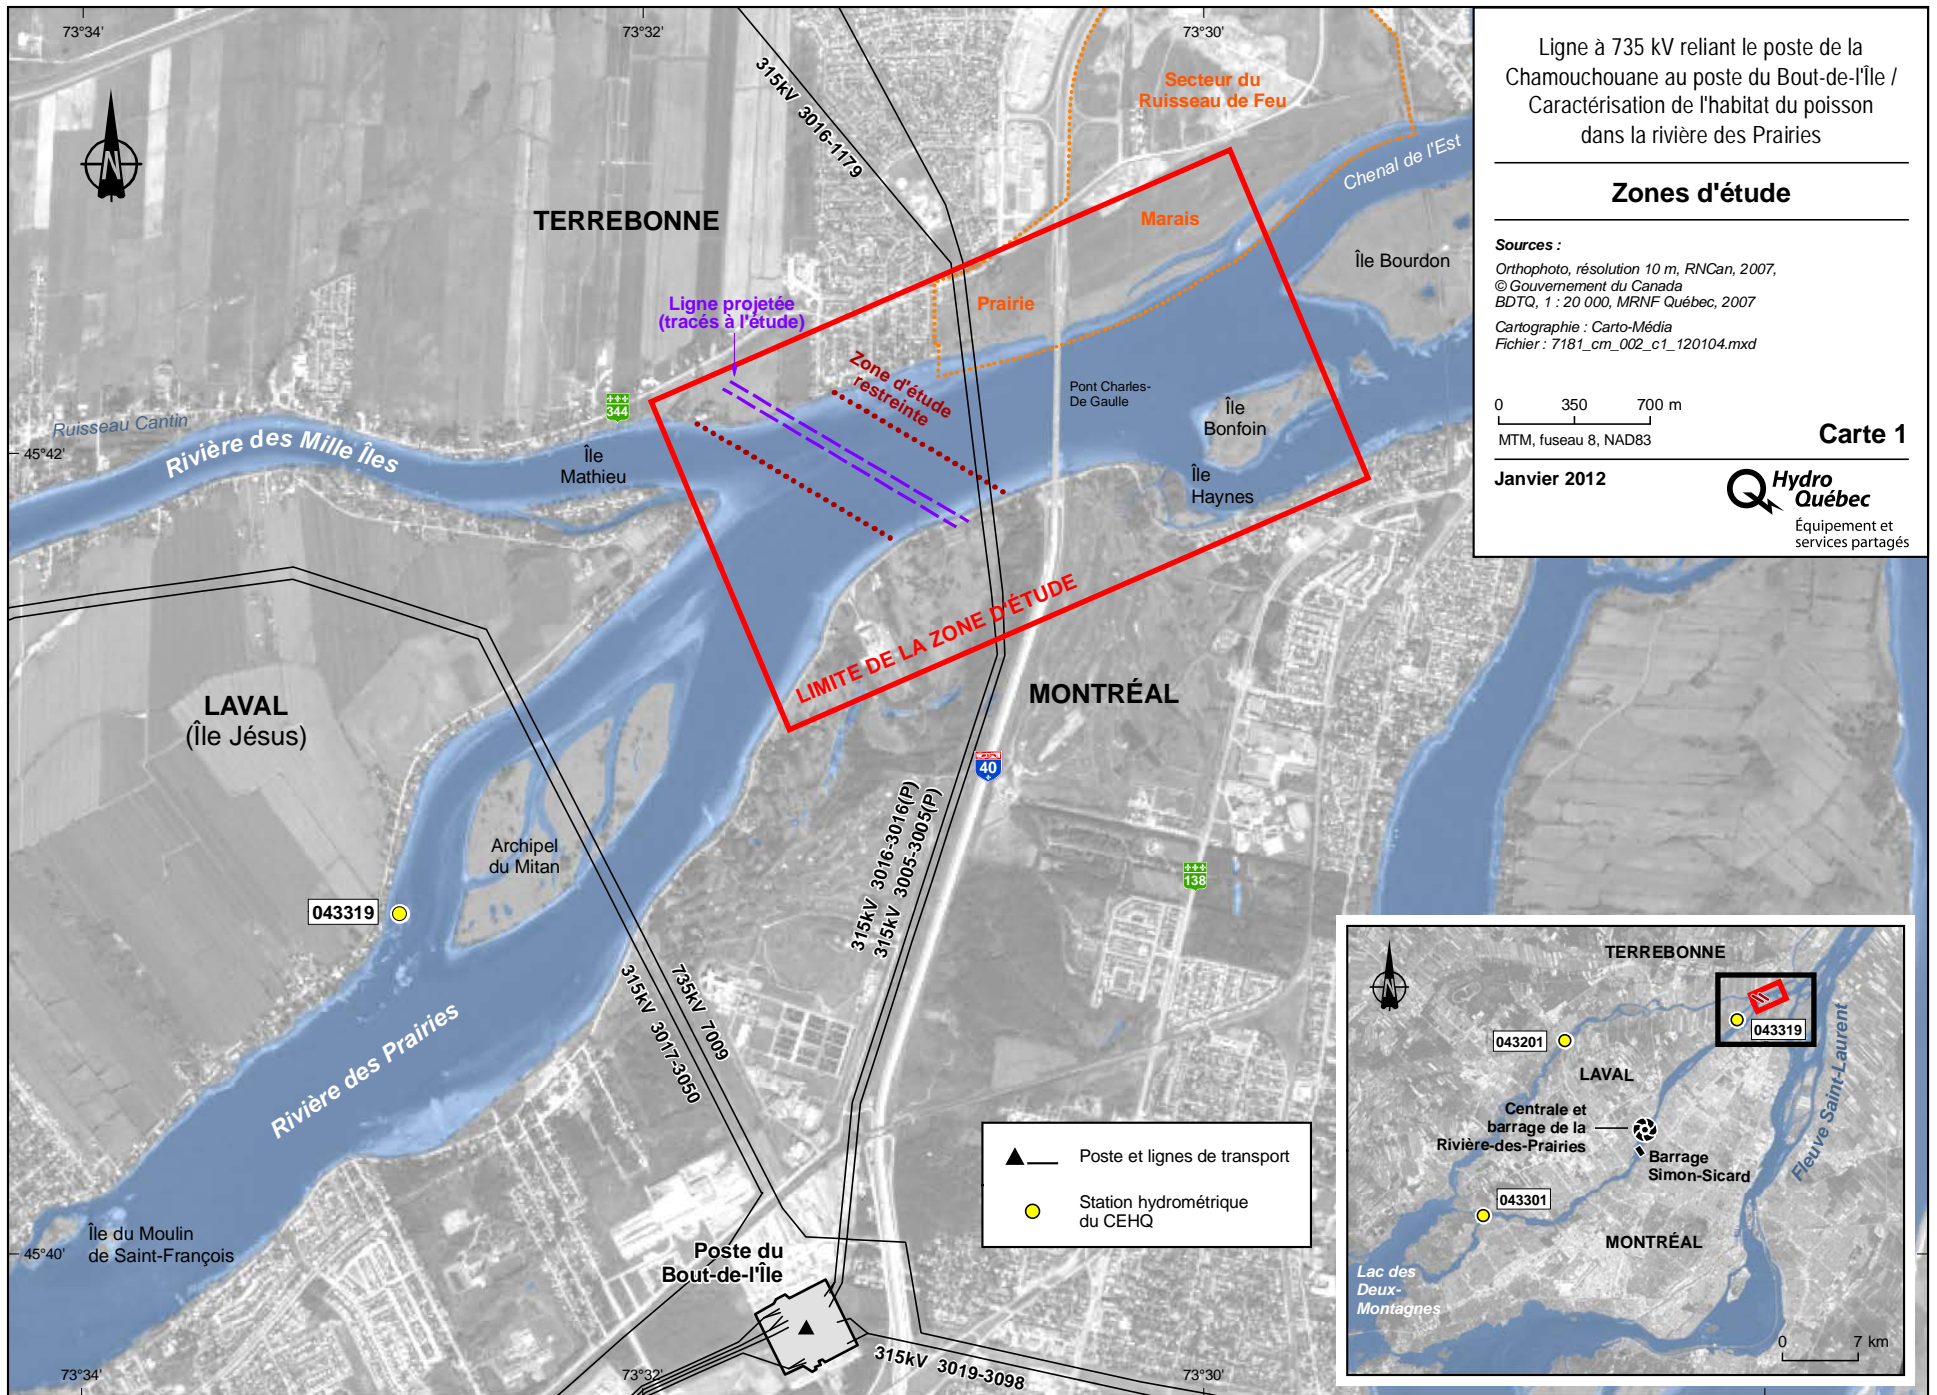 73°34'
73°32'
73°30'
Ligne à 735 kV reliant le poste de la
Chamouchouane au poste du Bout-de-l'Île /
Caractérisation de l'habitat du poisson
dans la rivière des Prairies
Zones d'étude
Sources :
Orthophoto, résolution 10 m, RNCan, 2007,
© Gouvernement du Canada
BDTQ, 1 : 20 000, MRNF Québec, 2007
Cartographie : Carto-Média
Fichier : 7181_cm_002_c1_120104.mxd
0 350 700 m
MTM, fuseau 8, NAD83
Carte 1
Janvier 2012
Hydro
Québec
Équipement et
services partagés
N
315kV 3016-1179
Secteur du
Ruisseau de Feu
Chenal de l'Est
TERREBONNE
Marais
Île Bourdon
Ligne projetée
(tracés à l'étude)
Prairie
Zone d'étude
restreinte
Pont Charles-
De Gaulle
344
Île
Bonfoin
Ruisseau Cantin
45°42'
Rivière des Mille Îles
Île
Mathieu
Île
Haynes
LIMITE DE LA ZONE D'ÉTUDE
LAVAL
(Île Jésus)
MONTRÉAL
40
315kV 3016-3016(P)
315kV 3005-3005(P)
Archipel
du Mitan
138
043319
735kV 7009
315kV 3017-3050
Rivière des Prairies
Poste et lignes de transport
Station hydrométrique
du CEHQ
Île du Moulin
de Saint-François
45°40'
Poste du
Bout-de-l'Île
315kV 3019-3098
73°34'
73°32'
73°30'
N
TERREBONNE
043319
043201
LAVAL
Centrale et
barrage de la
Rivière-des-Prairies
Barrage
Simon-Sicard
Fleuve Saint-Laurent
043301
MONTRÉAL
Lac des
Deux-
Montagnes
0 7 km